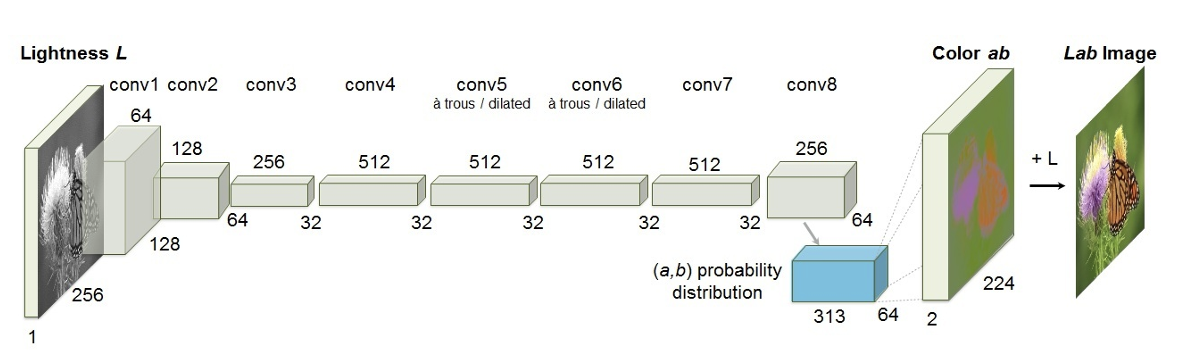 Lightness L
Color ab
Lab Image
conv1
conv2
conv3
conv4
conv5
à trous / dilated
conv6
à trous / dilated
conv7
conv8
64
128
256
512
512
512
512
256
+ L
64
32
32
32
32
32
64
128
256
1
(a,b) probability
distribution
313
64
2
224